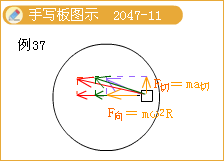 手写板图示 2047-11
例37
F切 = ma切
F向 = mω²R